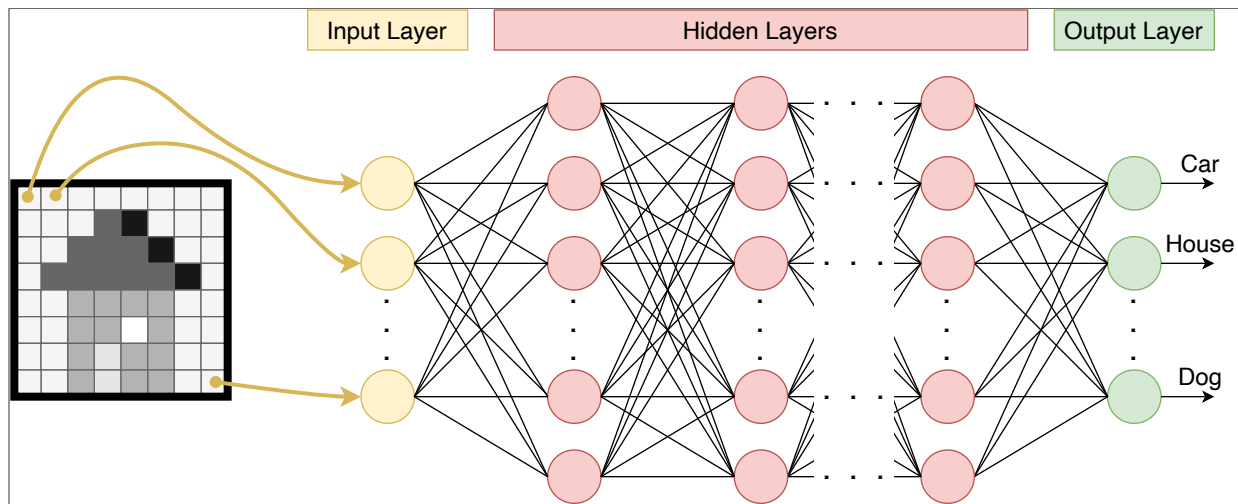 Input Layer
Hidden Layers
Output Layer
Car
House
Dog